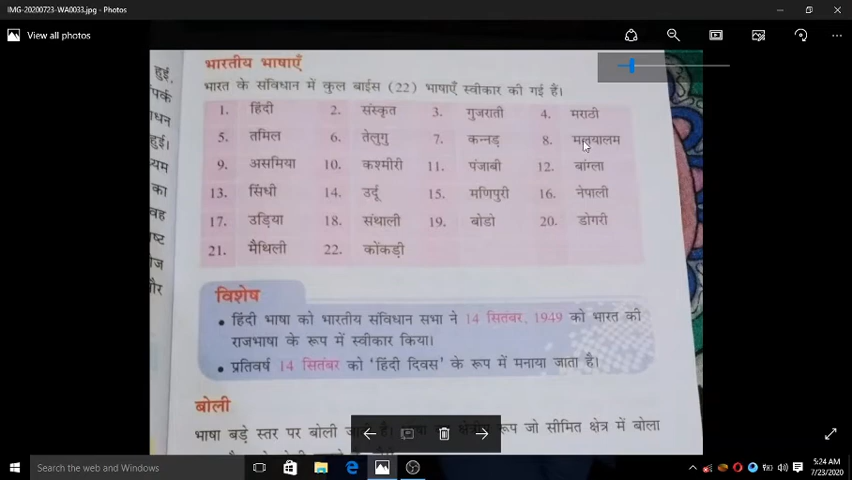 IMG-20200723-WA0033.jpg - Photos
View all photos
भारतीय भाषाएँ
भारत के संविधान में कुल बाईस (22) भाषाएँ स्वीकार की गई हैं।
1. हिंदी 2. संस्कृत 3. गुजराती 4. मराठी
5. तमिल 6. तेलुगु 7. कन्नड़ 8. मलयालम
9. असमिया 10. कश्मीरी 11. पंजाबी 12. बांग्ला
13. सिंधी 14. उर्दू 15. मणिपुरी 16. नेपाली
17. उड़िया 18. संथाली 19. बोडो 20. डोगरी
21. मैथिली 22. कोंकड़ी
विशेष
• हिंदी भाषा को भारतीय संविधान सभा ने 14 सितंबर, 1949 को भारत की
राजभाषा के रूप में स्वीकार किया।
• प्रतिवर्ष 14 सितंबर को ‘हिंदी दिवस’ के रूप में मनाया जाता है।
बोली
भाषा बड़े स्तर पर बोली जाती है। भाषा का क्षेत्रीय रूप जो सीमित क्षेत्र में बोला
हुई,
धन
हुई।
यम
का
वह
और
Search the web and Windows
5:24 AM
7/23/2020